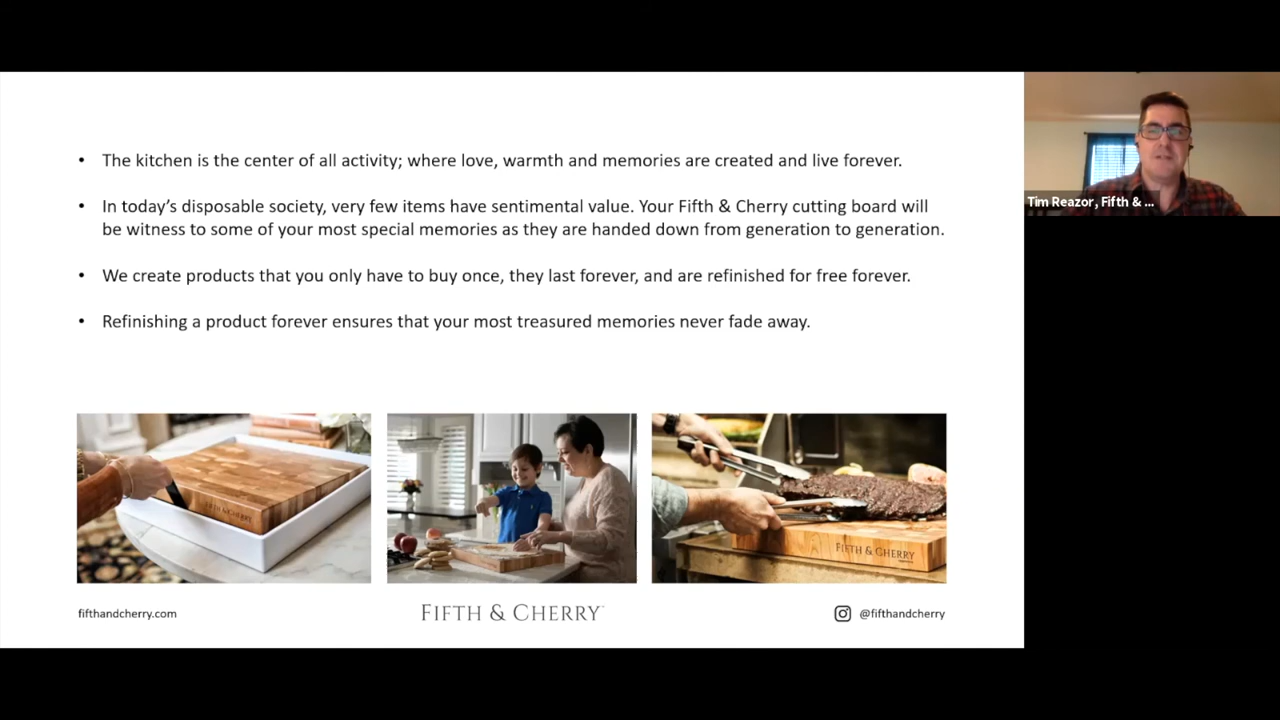 • The kitchen is the center of all activity; where love, warmth and memories are created and live forever.
• In today's disposable society, very few items have sentimental value. Your Fifth & Cherry cutting board will
be witness to some of your most special memories as they are handed down from generation to generation.
• We create products that you only have to buy once, they last forever, and are refinished for free forever.
• Refinishing a product forever ensures that your most treasured memories never fade away.
Tim Reazor, Fifth & ...
FIFTH & CHERRY
FIFTH & CHERRY
fifthandcherry.com
FIFTH & CHERRY
@fifthandcherry